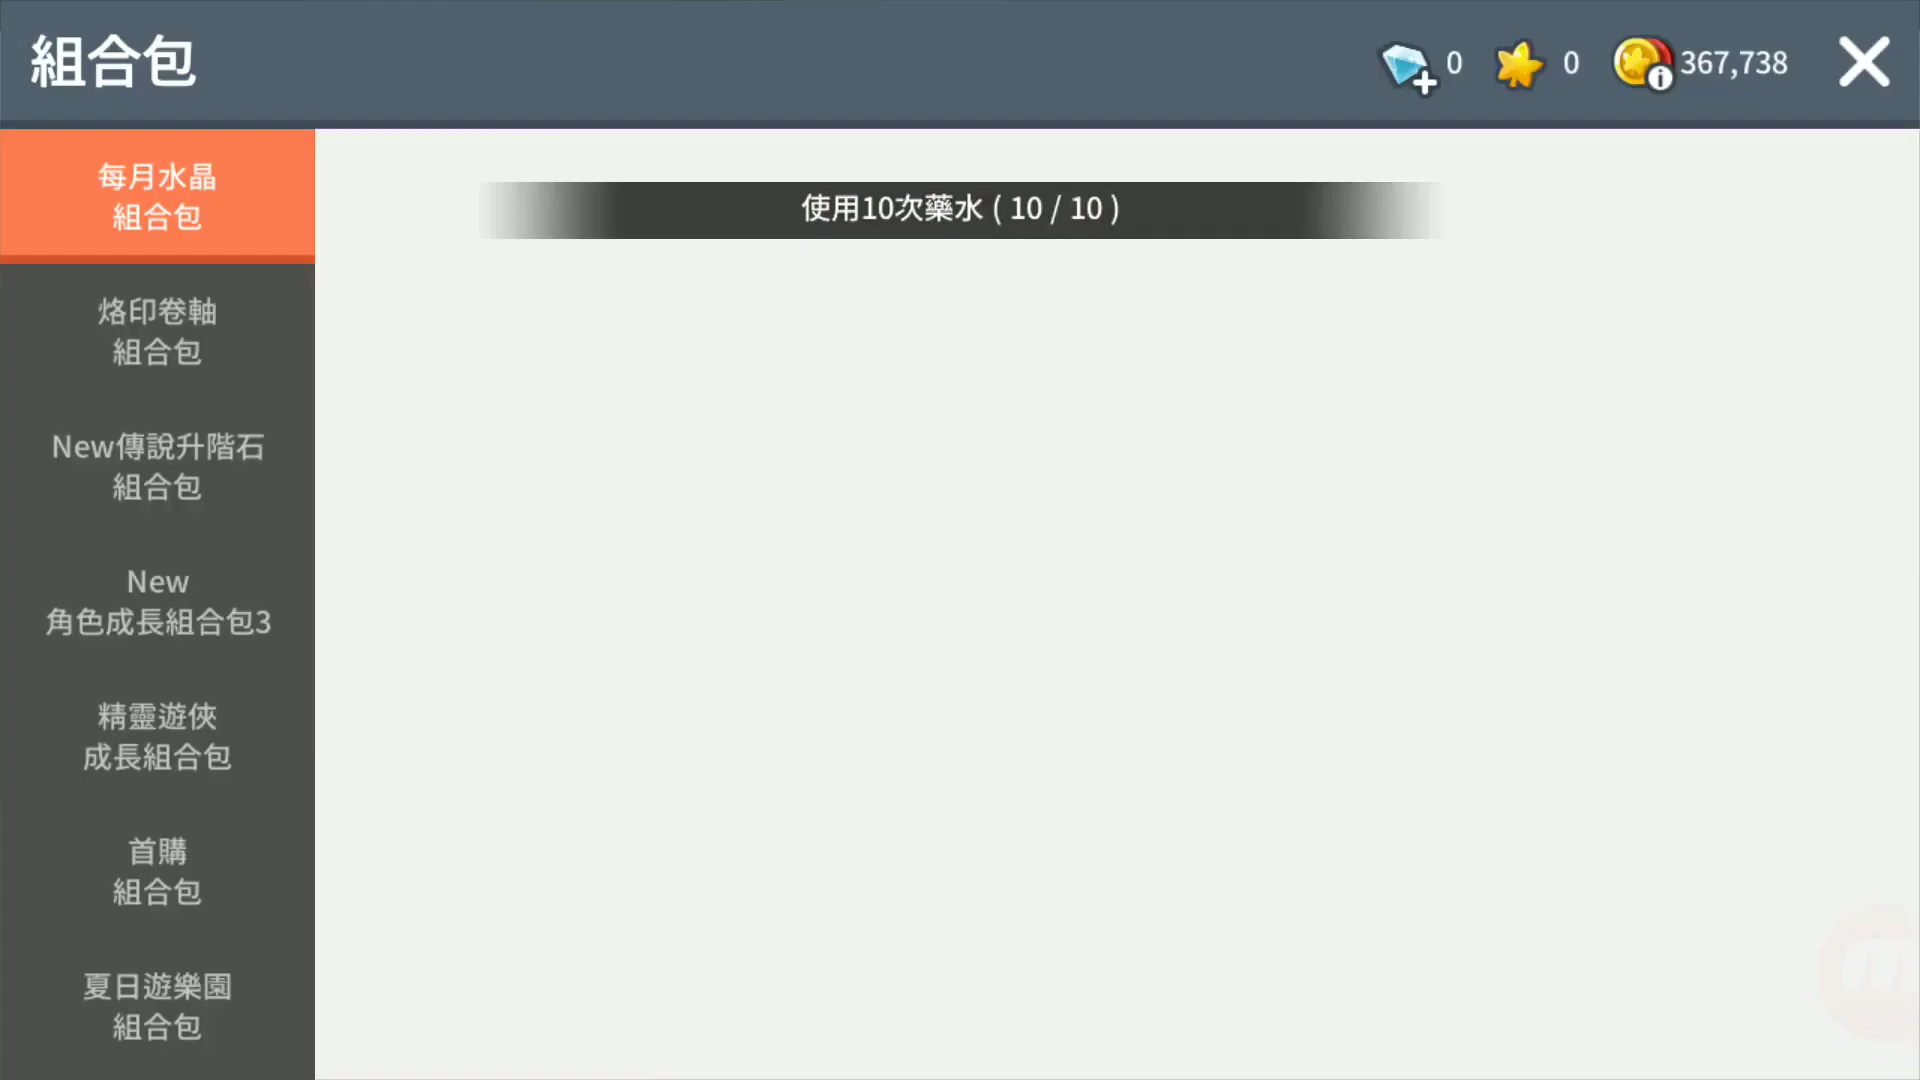 組合包
0
0
367,738
每月水晶
組合包
使用10次藥水 ( 10 / 10 )
烙印卷軸
組合包
New傳說升階石
組合包
New
角色成長組合包3
精靈遊俠
成長組合包
首購
組合包
夏日遊樂園
組合包